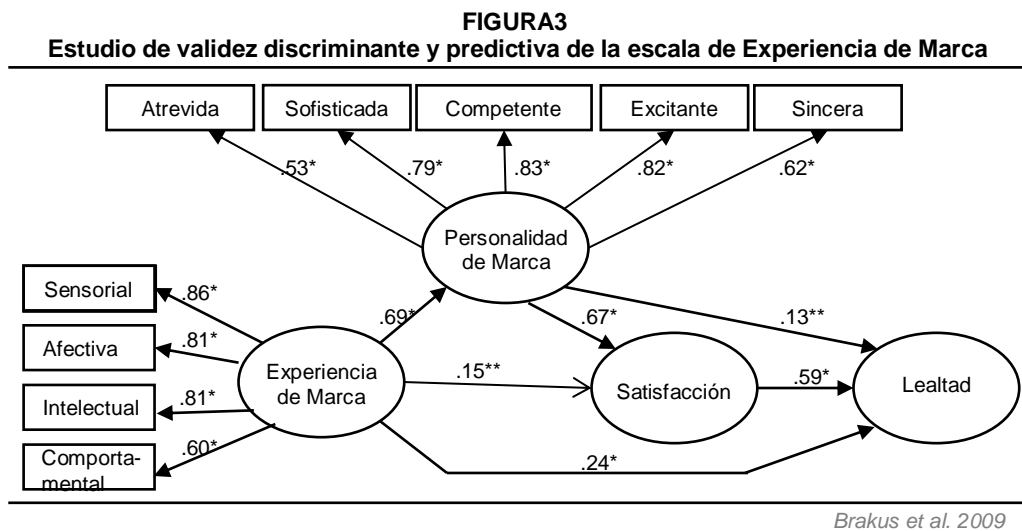 FIGURA3
Estudio de validez discriminante y predictiva de la escala de Experiencia de Marca
Atrevida
Sofisticada
Competente
Excitante
Sincera
.53*
.79*
.83*
.82*
.62*
Personalidad
de Marca
Sensorial
.86*
.69*
.67*
.13**
Afectiva
.81*
Experiencia
de Marca
.15**
Satisfacción
.59*
Lealtad
Intelectual
.81*
Comporta-
mental
.60*
.24*
Brakus et al. 2009